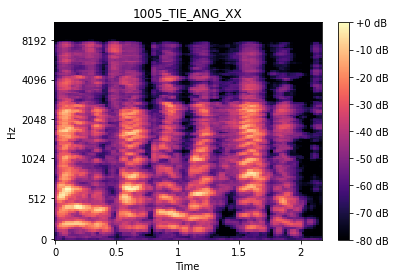 1005_TIE_ANG_XX
+0 dB
8192
-10 dB
4096
-20 dB
-30 dB
2048
Hz
-40 dB
1024
-50 dB
512
-60 dB
-70 dB
0
-80 dB
0
0.5
1
1.5
2
Time